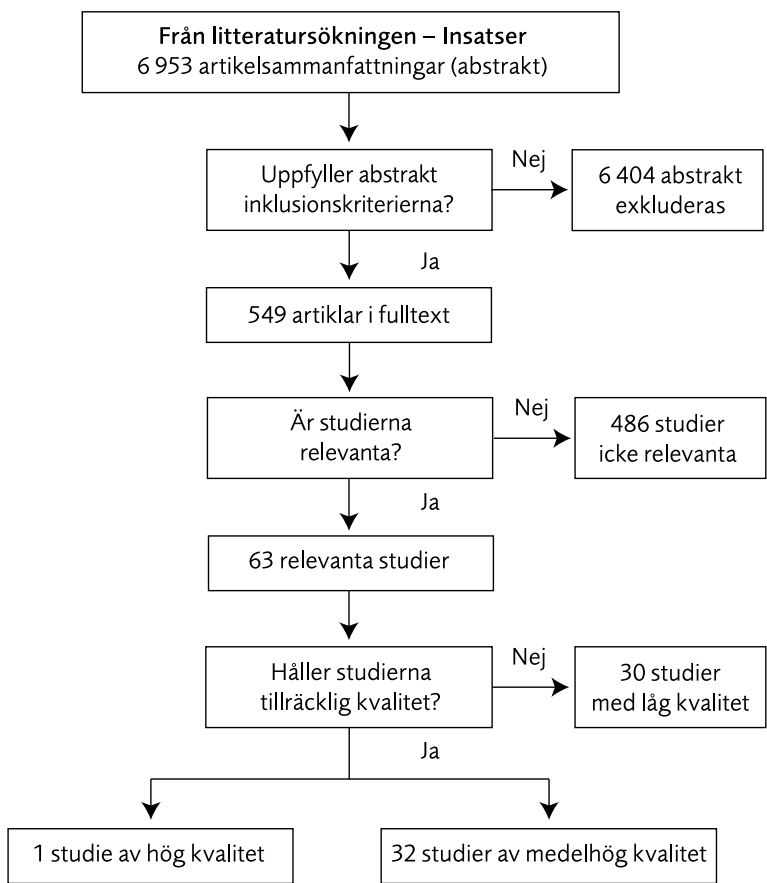 Från litteratursökningen – Insatser
6 953 artikelsammanfattningar (abstrakt)
Uppfyller abstrakt
inklusionskriterierna?
Nej
6 404 abstrakt
exkluderas
Ja
549 artiklar i fulltext
Är studierna
relevanta?
Nej
486 studier
icke relevanta
Ja
63 relevanta studier
Håller studierna
tillräcklig kvalitet?
Nej
30 studier
med låg kvalitet
Ja
1 studie av hög kvalitet
32 studier av medelhög kvalitet